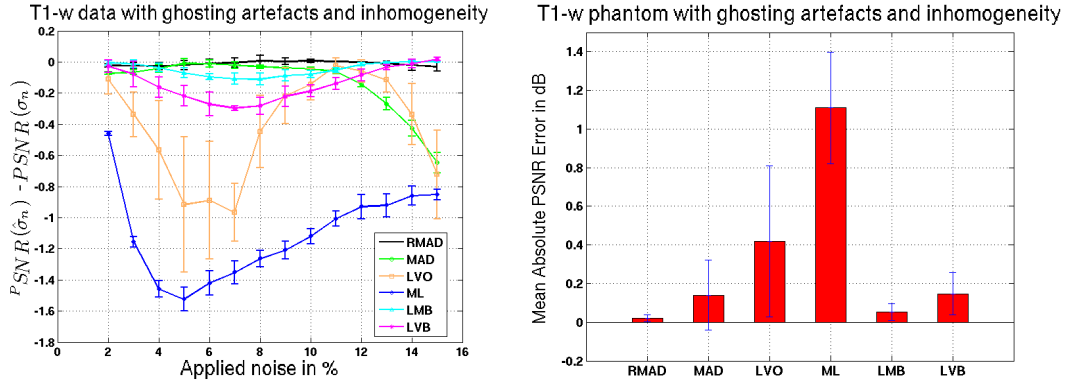 T1-w data with ghosting artefacts and inhomogeneity
PSNR(σ̂n) - PSNR(σn)
0.2
0
-0.2
-0.4
-0.6
-0.8
-1
-1.2
-1.4
-1.6
-1.8
RMAD
MAD
LVO
ML
LMB
LVB
0 2 4 6 8 10 12 14 16
Applied noise in %
T1-w phantom with ghosting artefacts and inhomogeneity
Mean Absolute PSNR Error in dB
1.4
1.2
1
0.8
0.6
0.4
0.2
0
-0.2
RMAD MAD LVO ML LMB LVB